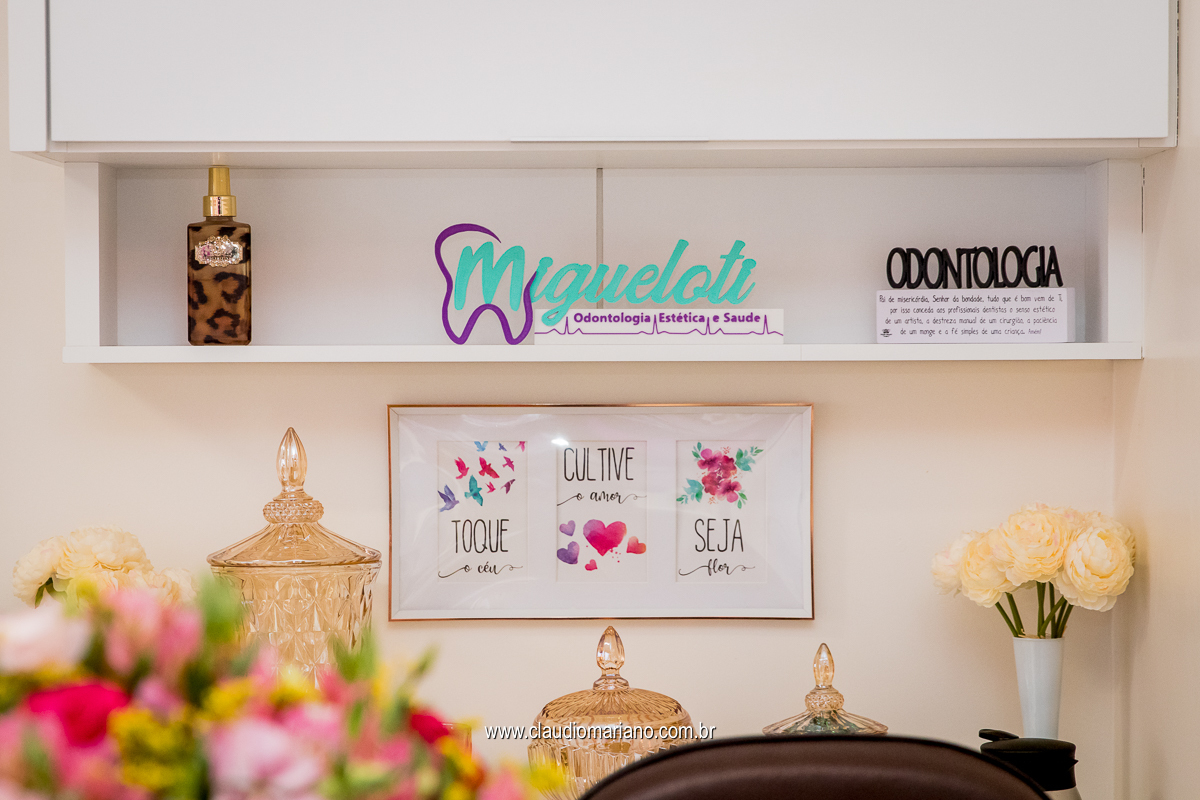 Migueloti
Odontologia Estética e Saude
ODONTOLOGIA
Pai de misericórdia, Senhor da bondade, tudo que é bom vem de Ti,
por isso conceda aos profissionais dentistas o senso estético
de um artista, a destreza manual de um cirurgião, a paciência
de um monge e a fé simples de uma criança. Amém!
TOQUE
o céu
CULTIVE
o amor
SEJA
flor
www.claudiomariano.com.br